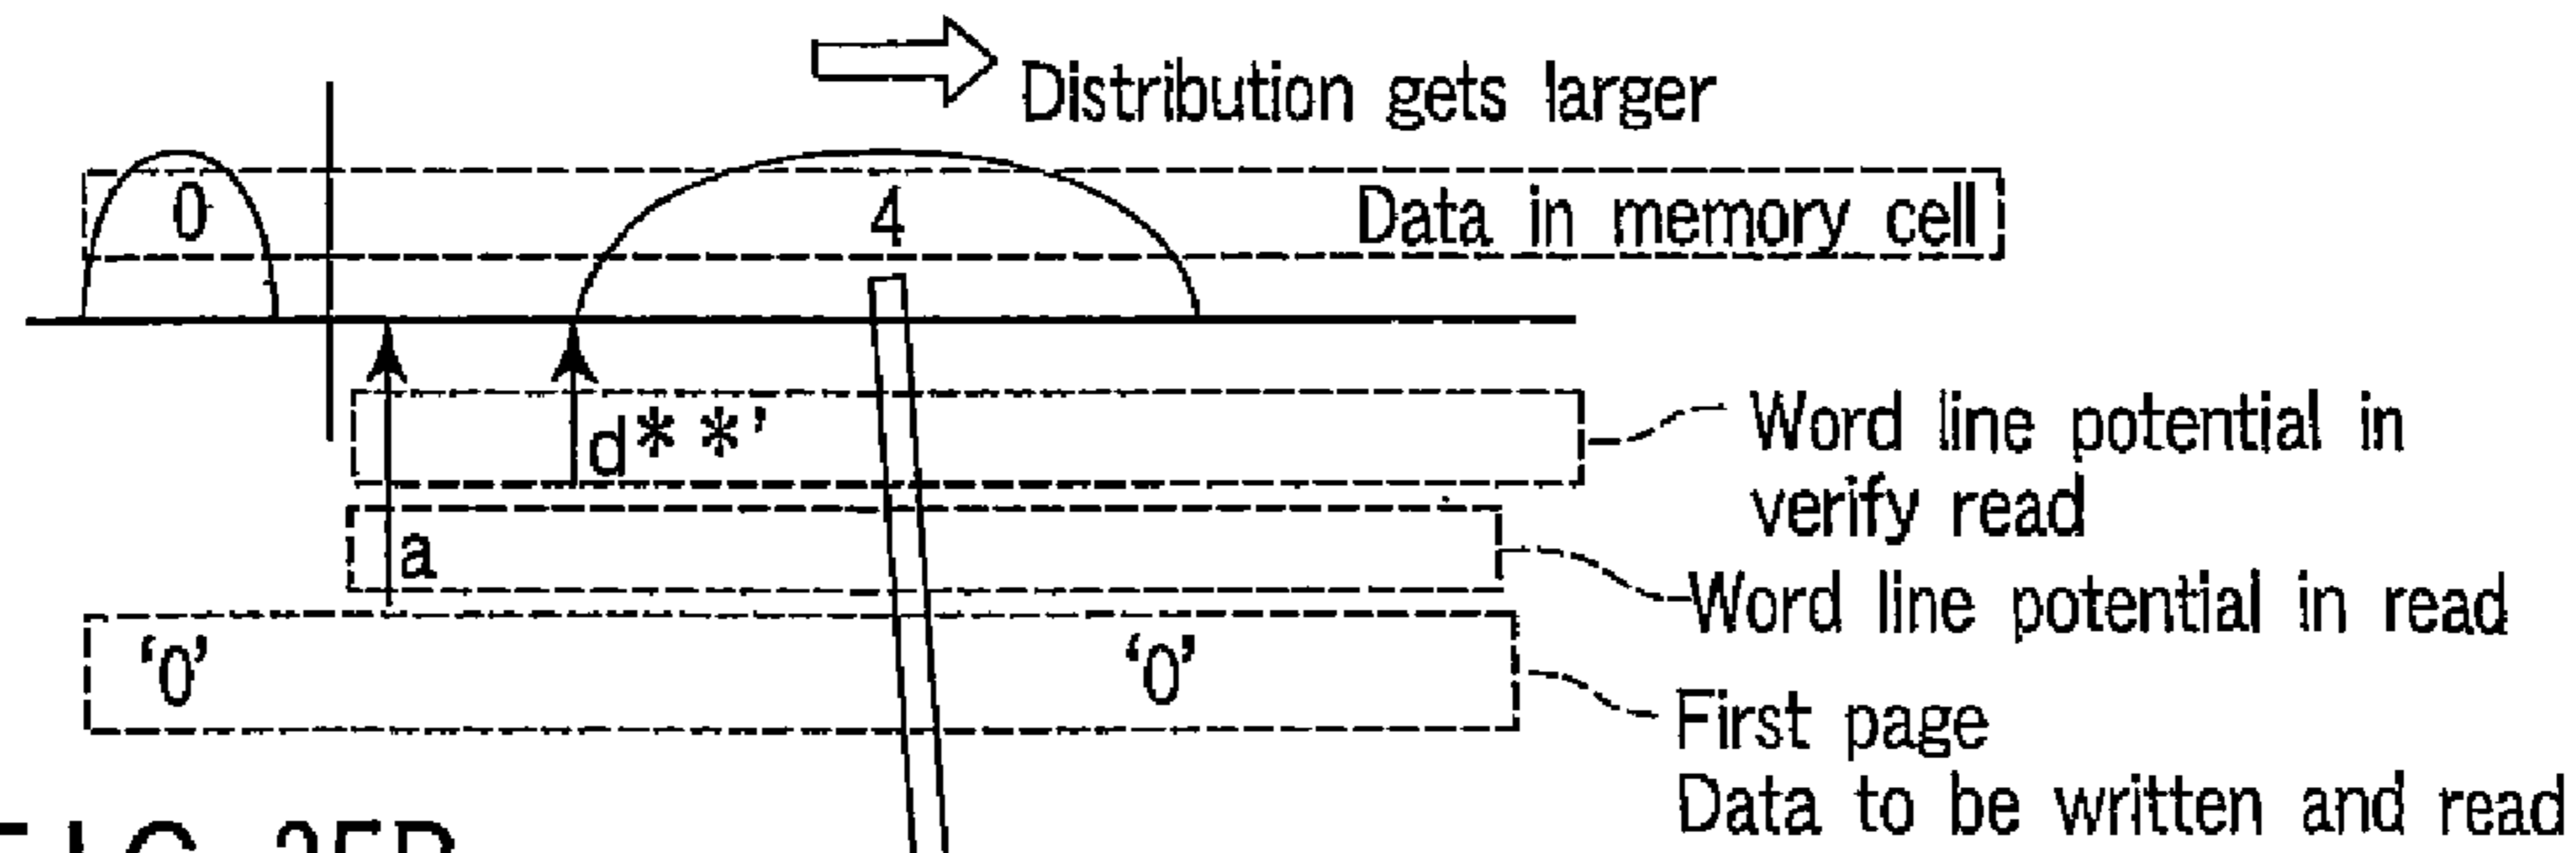 Distribution gets larger
0
4
Data in memory cell
d**'
Word line potential in
verify read
a
Word line potential in read
'0'
'0'
First page
Data to be written and read